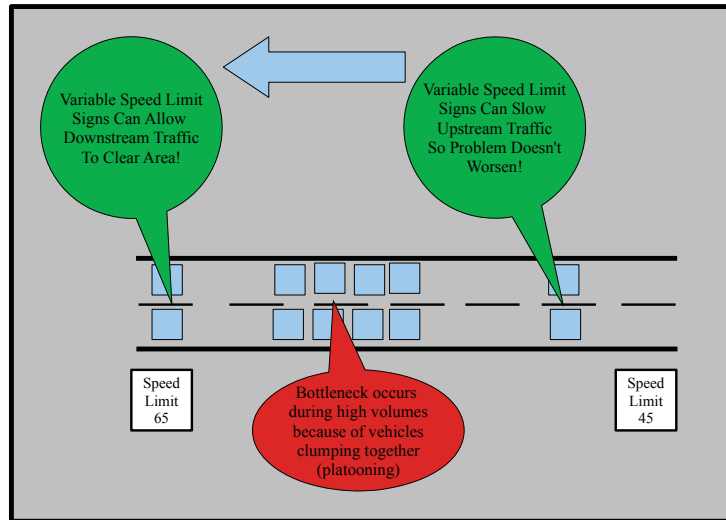 Variable Speed Limit
Signs Can Allow
Downstream Traffic
To Clear Area!
Variable Speed Limit
Signs Can Slow
Upstream Traffic
So Problem Doesn't
Worsen!
Speed
Limit
65
Bottleneck occurs
during high volumes
because of vehicles
clumping together
(platooning)
Speed
Limit
45